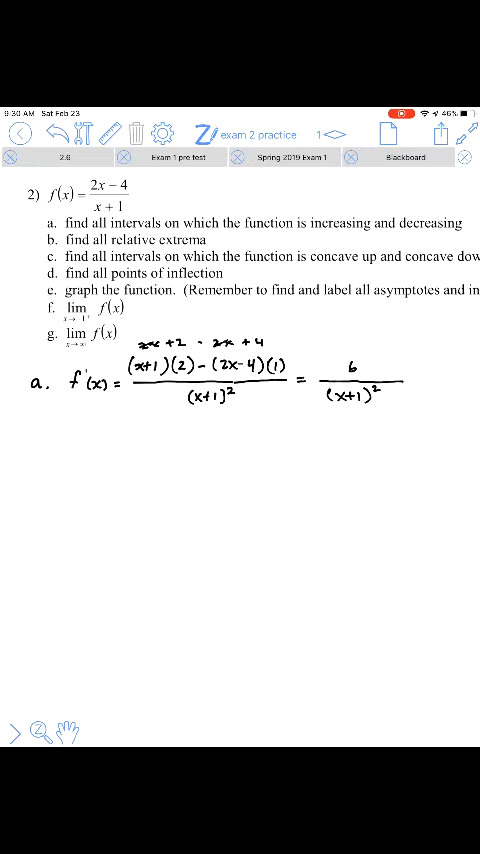 9:30 AM Sat Feb 23 46%
exam 2 practice 1
2.6 Exam 1 pre test Spring 2019 Exam 1 Blackboard
2) f(x) = (2x − 4)/(x + 1)
a. find all intervals on which the function is increasing and decreasing
b. find all relative extrema
c. find all intervals on which the function is concave up and concave dow
d. find all points of inflection
e. graph the function. (Remember to find and label all asymptotes and in
f. lim x→−1⁺ f(x)
g. lim x→∞ f(x)
2x + 2 - 2x + 4
a. f'(x) = ((x+1)(2) − (2x−4)(1))/(x+1)² = 6/(x+1)²